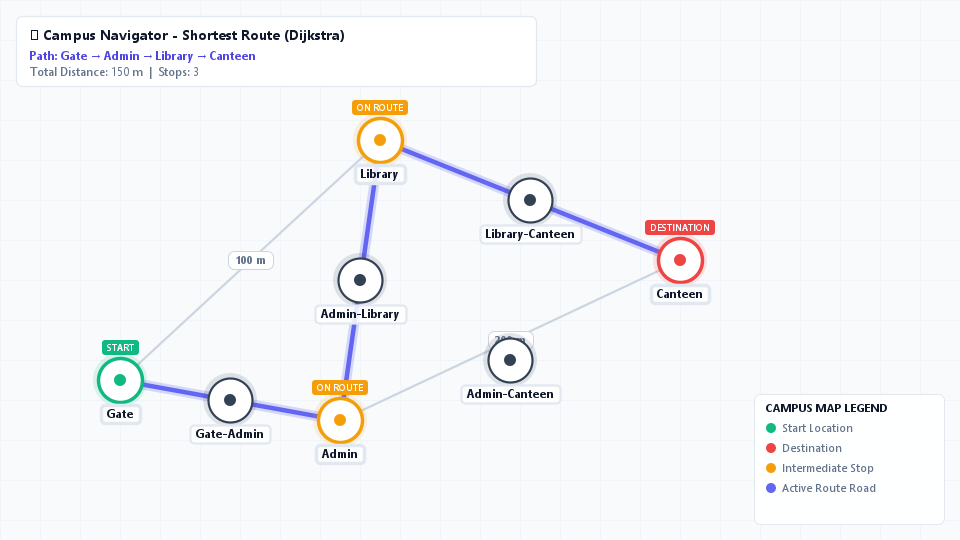 Campus Navigator - Shortest Route (Dijkstra)
Path: Gate → Admin → Library → Canteen
Total Distance: 150 m | Stops: 3
ON ROUTE
Library
Library-Canteen
DESTINATION
Canteen
100 m
Admin-Library
START
Gate
Gate-Admin
ON ROUTE
Admin
Admin-Canteen
CAMPUS MAP LEGEND
Start Location
Destination
Intermediate Stop
Active Route Road